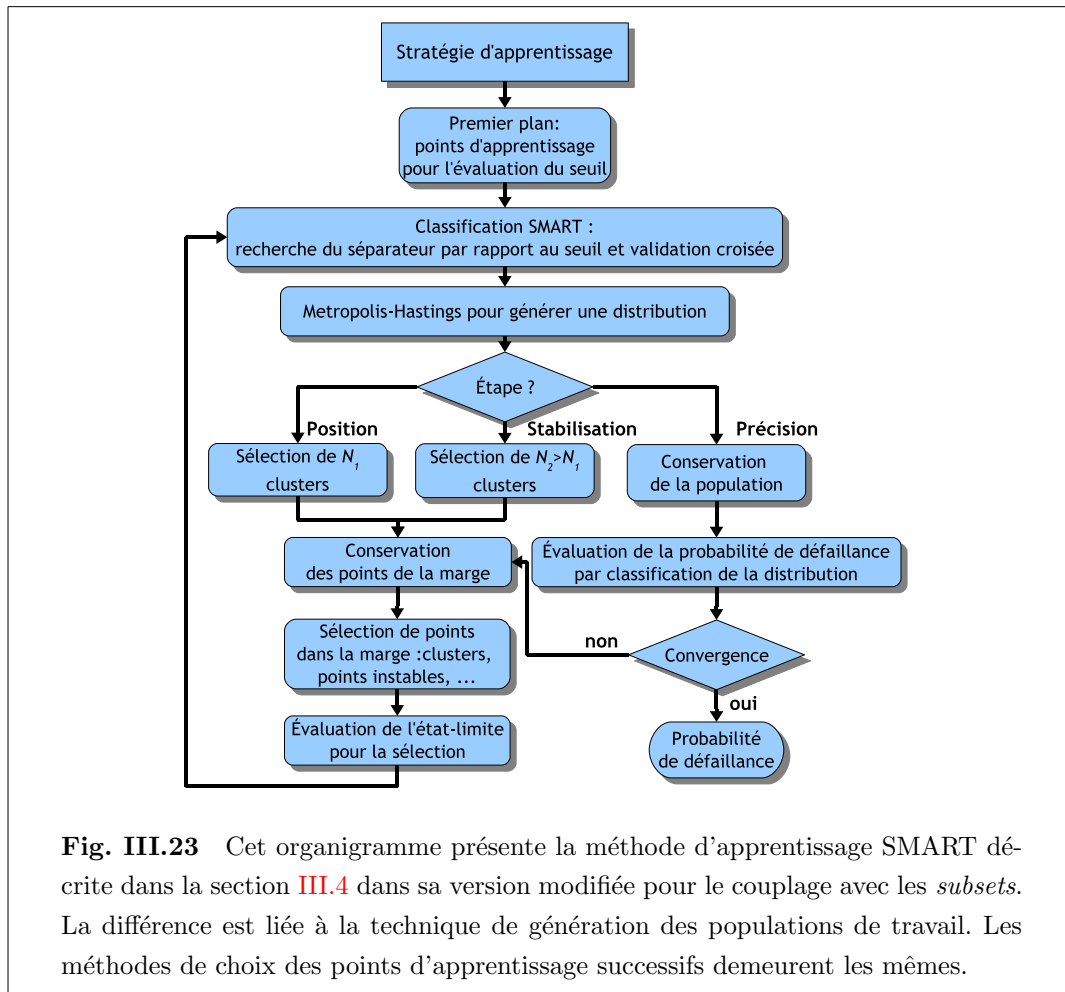 Stratégie d'apprentissage
Premier plan:
points d'apprentissage
pour l'évaluation du seuil
Classification SMART :
recherche du séparateur par rapport au seuil et validation croisée
Metropolis-Hastings pour générer une distribution
Étape ?
Position
Stabilisation
Précision
Sélection de N₁
clusters
Sélection de N₂>N₁
clusters
Conservation
de la population
Conservation
des points de la marge
Évaluation de la probabilité de défaillance
par classification de la distribution
Sélection de points
dans la marge :clusters,
points instables, ...
non
Convergence
oui
Évaluation de l'état-limite
pour la sélection
Probabilité
de défaillance
Fig. III.23 Cet organigramme présente la méthode d'apprentissage SMART dé-
crite dans la section III.4 dans sa version modifiée pour le couplage avec les subsets.
La différence est liée à la technique de génération des populations de travail. Les
méthodes de choix des points d'apprentissage successifs demeurent les mêmes.